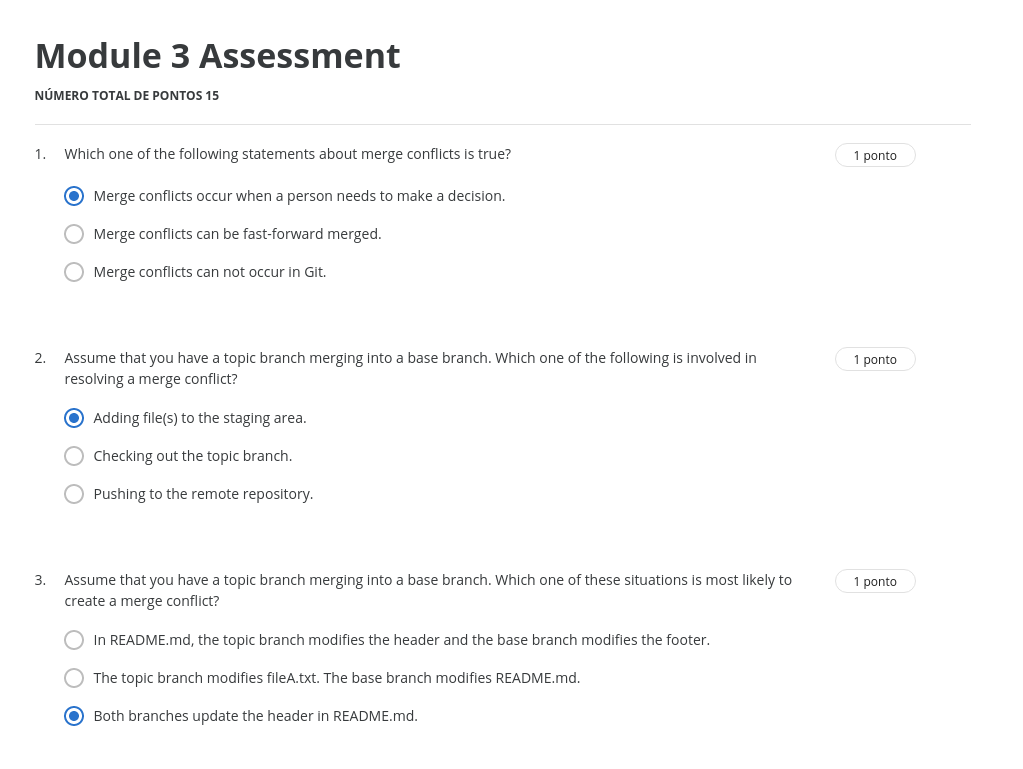 Module 3 Assessment
NÚMERO TOTAL DE PONTOS 15
1. Which one of the following statements about merge conflicts is true? 1 ponto
Merge conflicts occur when a person needs to make a decision.
Merge conflicts can be fast-forward merged.
Merge conflicts can not occur in Git.
2. Assume that you have a topic branch merging into a base branch. Which one of the following is involved in 1 ponto
resolving a merge conflict?
Adding file(s) to the staging area.
Checking out the topic branch.
Pushing to the remote repository.
3. Assume that you have a topic branch merging into a base branch. Which one of these situations is most likely to 1 ponto
create a merge conflict?
In README.md, the topic branch modifies the header and the base branch modifies the footer.
The topic branch modifies fileA.txt. The base branch modifies README.md.
Both branches update the header in README.md.